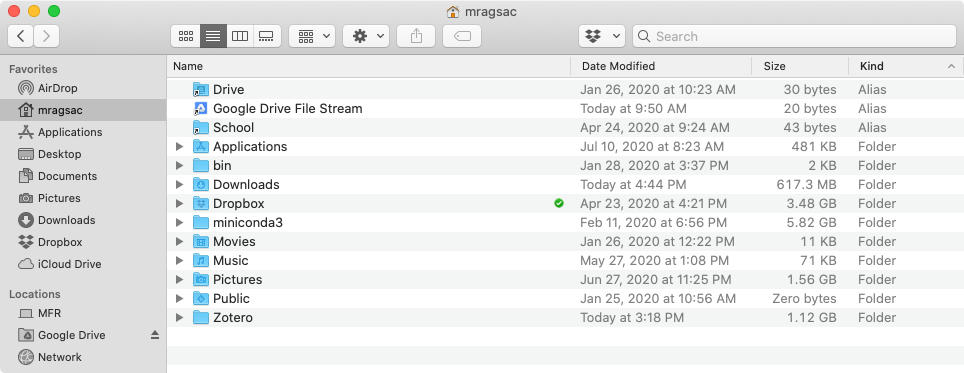 mragsac
Search
Favorites
AirDrop
mragsac
Applications
Desktop
Documents
Pictures
Downloads
Dropbox
iCloud Drive
Locations
MFR
Google Drive
Network
Name Date Modified Size Kind
Drive Jan 26, 2020 at 10:23 AM 30 bytes Alias
Google Drive File Stream Today at 9:50 AM 20 bytes Alias
School Apr 24, 2020 at 9:24 AM 43 bytes Alias
Applications Jul 10, 2020 at 8:23 AM 481 KB Folder
bin Jan 28, 2020 at 3:37 PM 2 KB Folder
Downloads Today at 4:44 PM 617.3 MB Folder
Dropbox Apr 23, 2020 at 4:21 PM 3.48 GB Folder
miniconda3 Feb 11, 2020 at 6:56 PM 5.82 GB Folder
Movies Jan 26, 2020 at 12:22 PM 11 KB Folder
Music May 27, 2020 at 1:08 PM 71 KB Folder
Pictures Jun 27, 2020 at 11:25 PM 1.56 GB Folder
Public Jan 25, 2020 at 10:56 AM Zero bytes Folder
Zotero Today at 3:18 PM 1.12 GB Folder